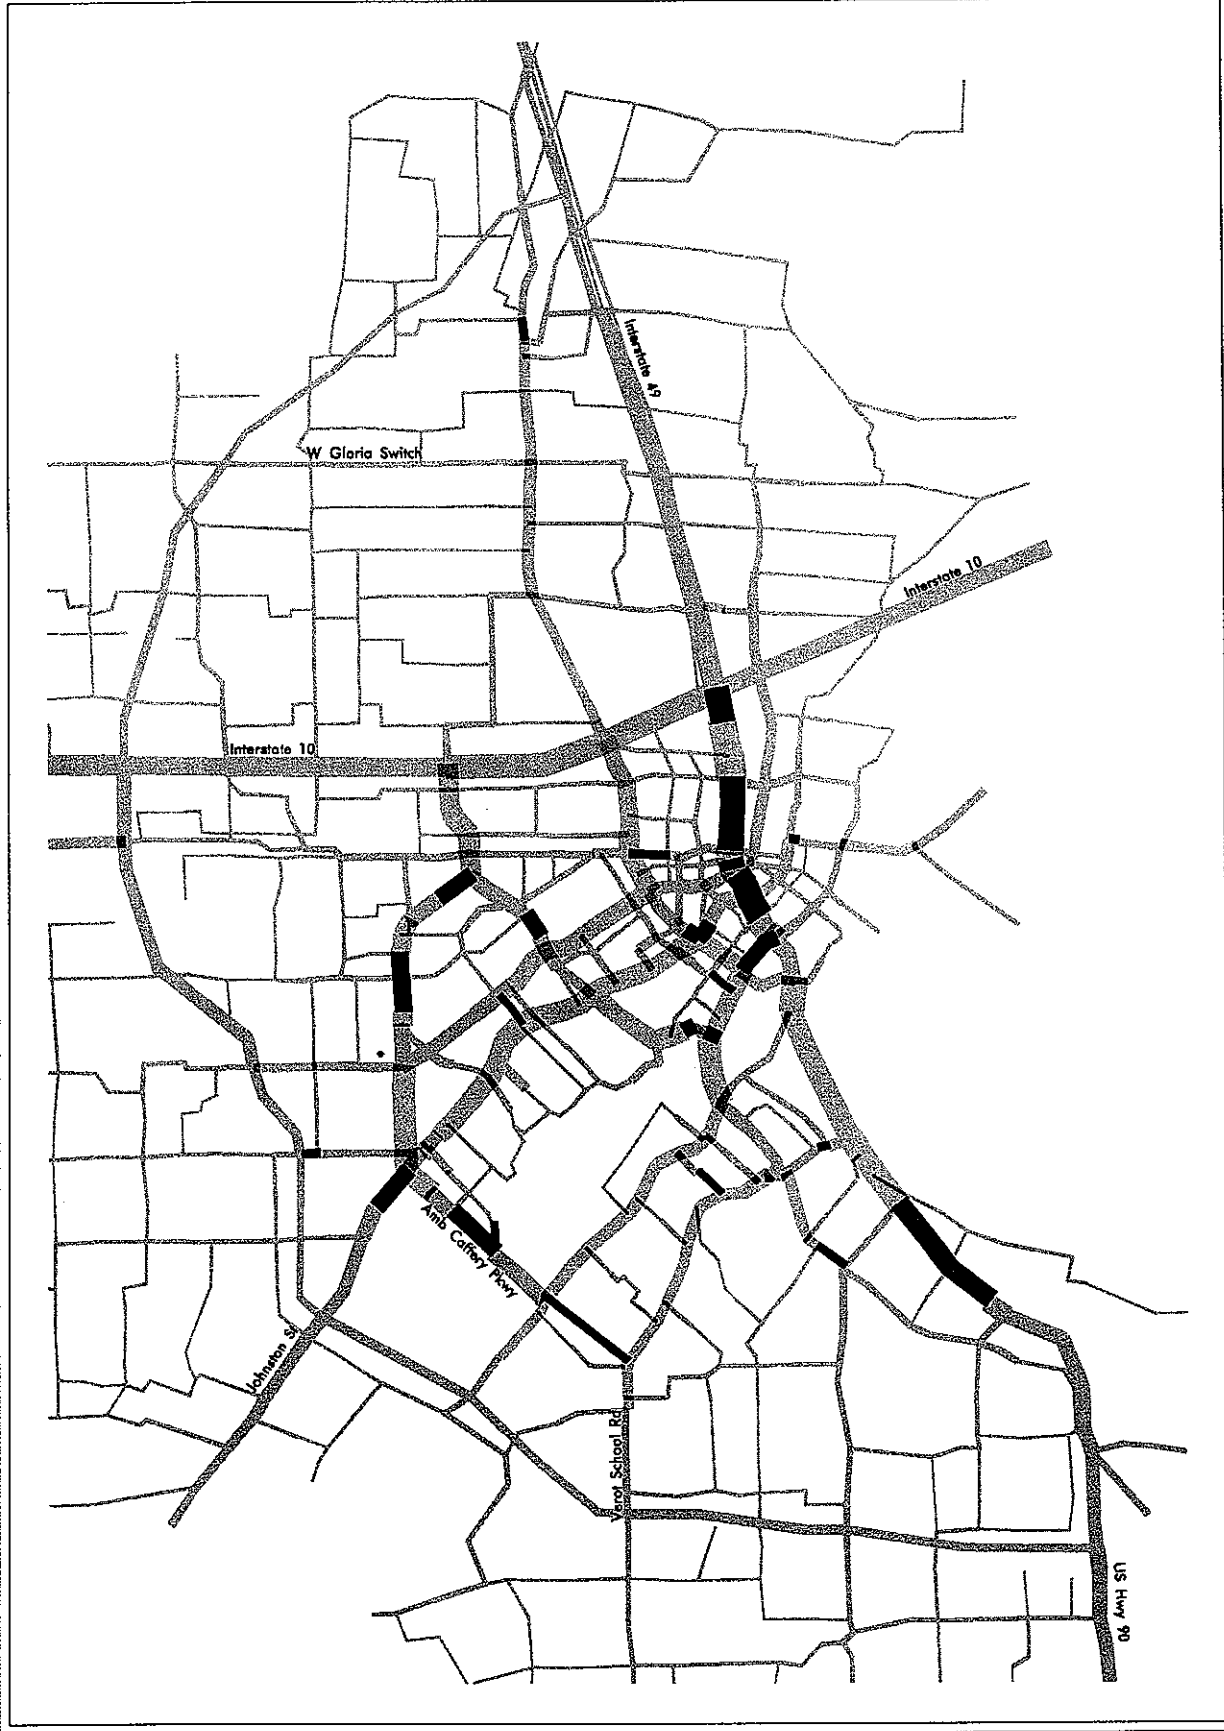 Interstate 49
W Gloria Switch
Interstate 10
Interstate 10
Amb Caffery Pkwy
Johnston St
Verot School Rd
US Hwy 90